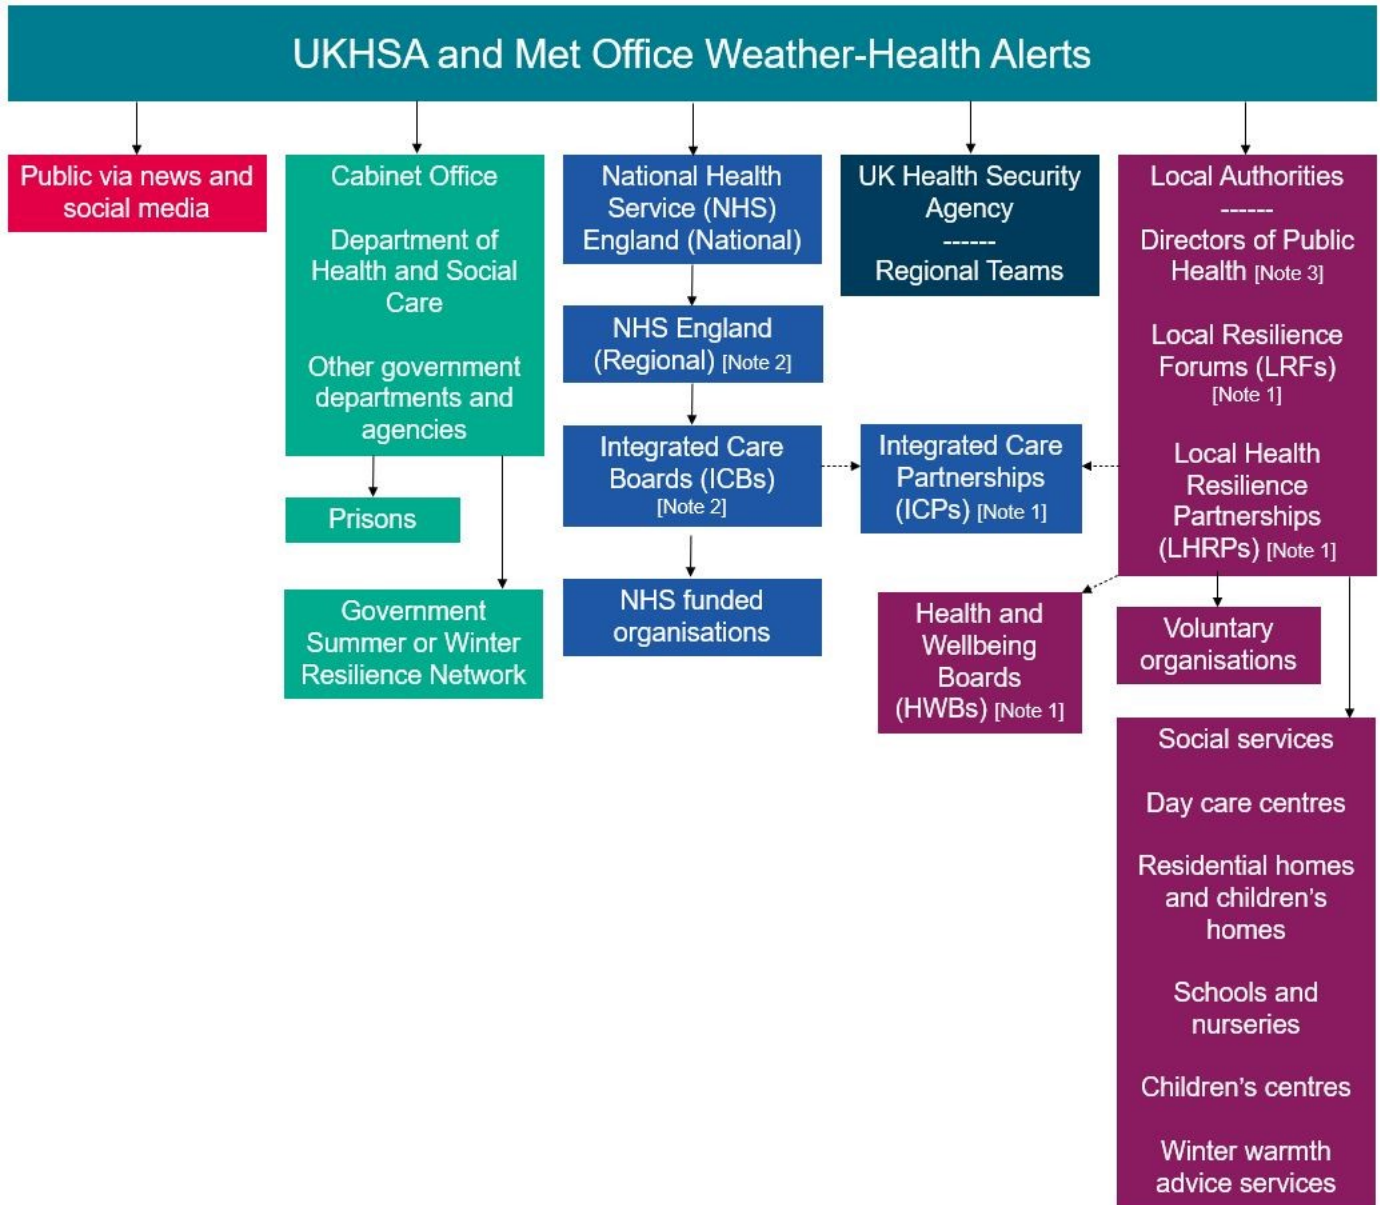 UKHSA and Met Office Weather-Health Alerts
Public via news and
social media
Cabinet Office
Department of
Health and Social
Care
Other government
departments and
agencies
Prisons
Government
Summer or Winter
Resilience Network
National Health
Service (NHS)
England (National)
NHS England
(Regional) [Note 2]
Integrated Care
Boards (ICBs)
[Note 2]
NHS funded
organisations
UK Health Security
Agency
------
Regional Teams
Integrated Care
Partnerships
(ICPs) [Note 1]
Health and
Wellbeing
Boards
(HWBs) [Note 1]
Local Authorities
------
Directors of Public
Health [Note 3]
Local Resilience
Forums (LRFs)
[Note 1]
Local Health
Resilience
Partnerships
(LHRPs) [Note 1]
Voluntary
organisations
Social services
Day care centres
Residential homes
and children's
homes
Schools and
nurseries
Children's centres
Winter warmth
advice services